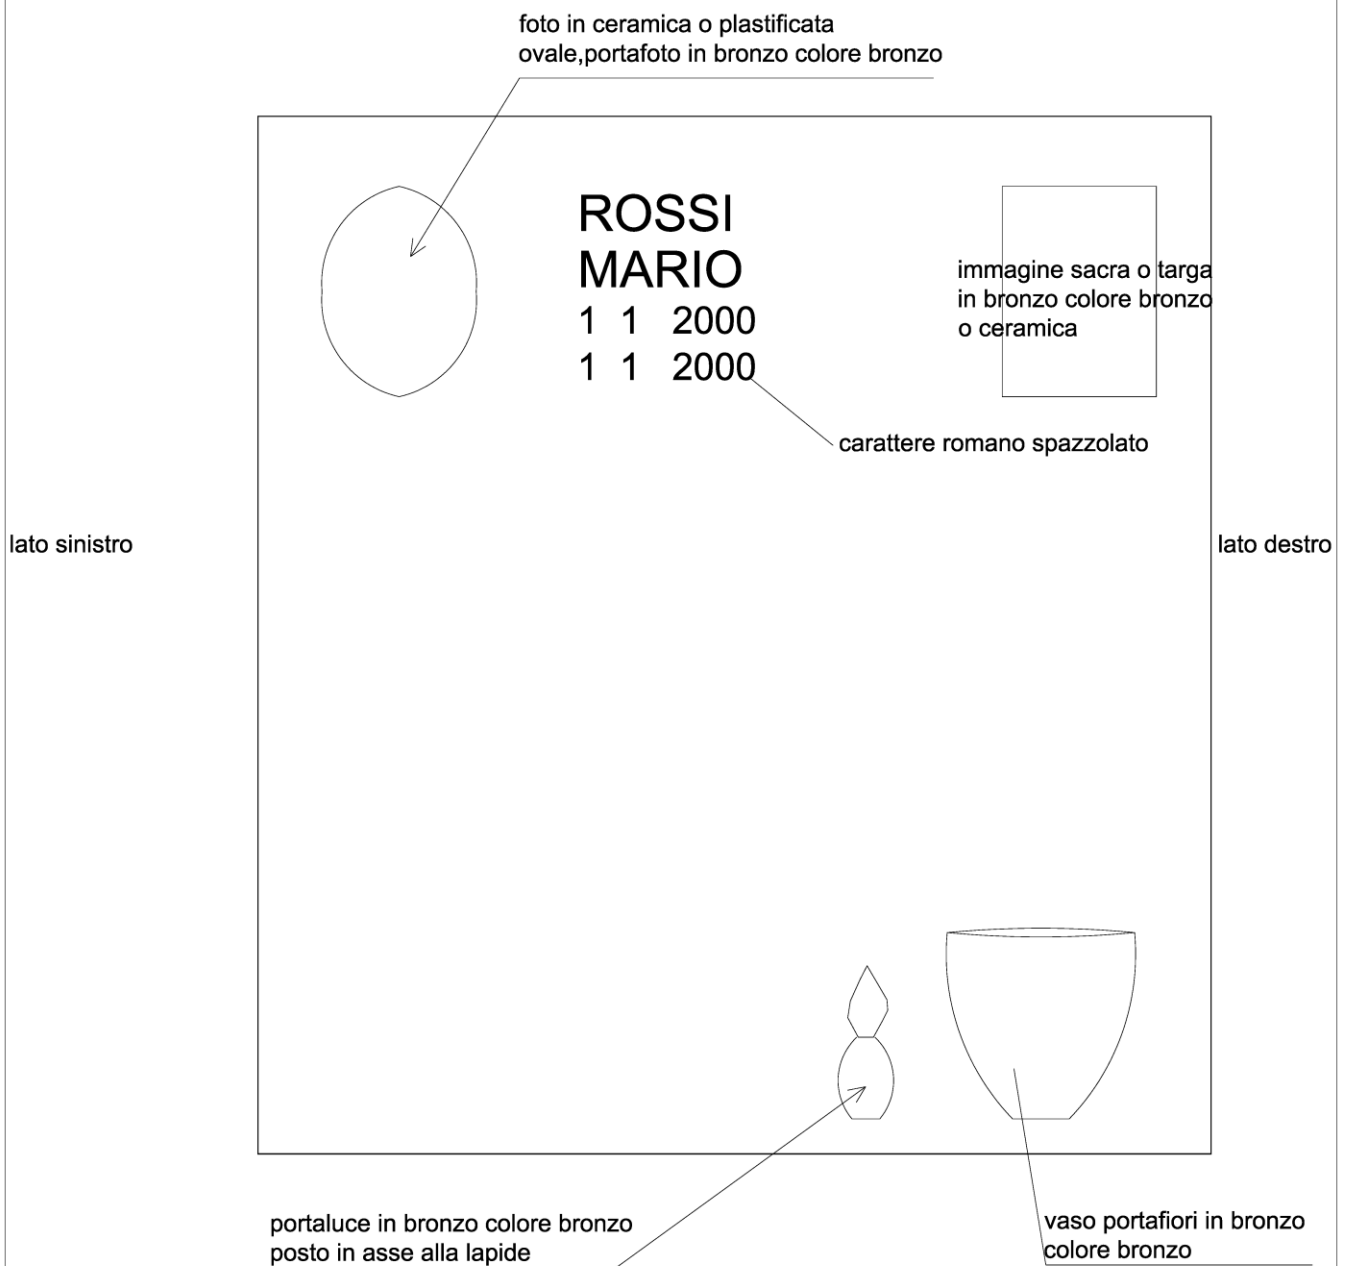 foto in ceramica o plastificata
ovale,portafoto in bronzo colore bronzo
ROSSI
MARIO
1 1 2000
1 1 2000
immagine sacra o targa
in bronzo colore bronzo
o ceramica
carattere romano spazzolato
lato sinistro
lato destro
portaluce in bronzo colore bronzo
posto in asse alla lapide
vaso portafiori in bronzo
colore bronzo